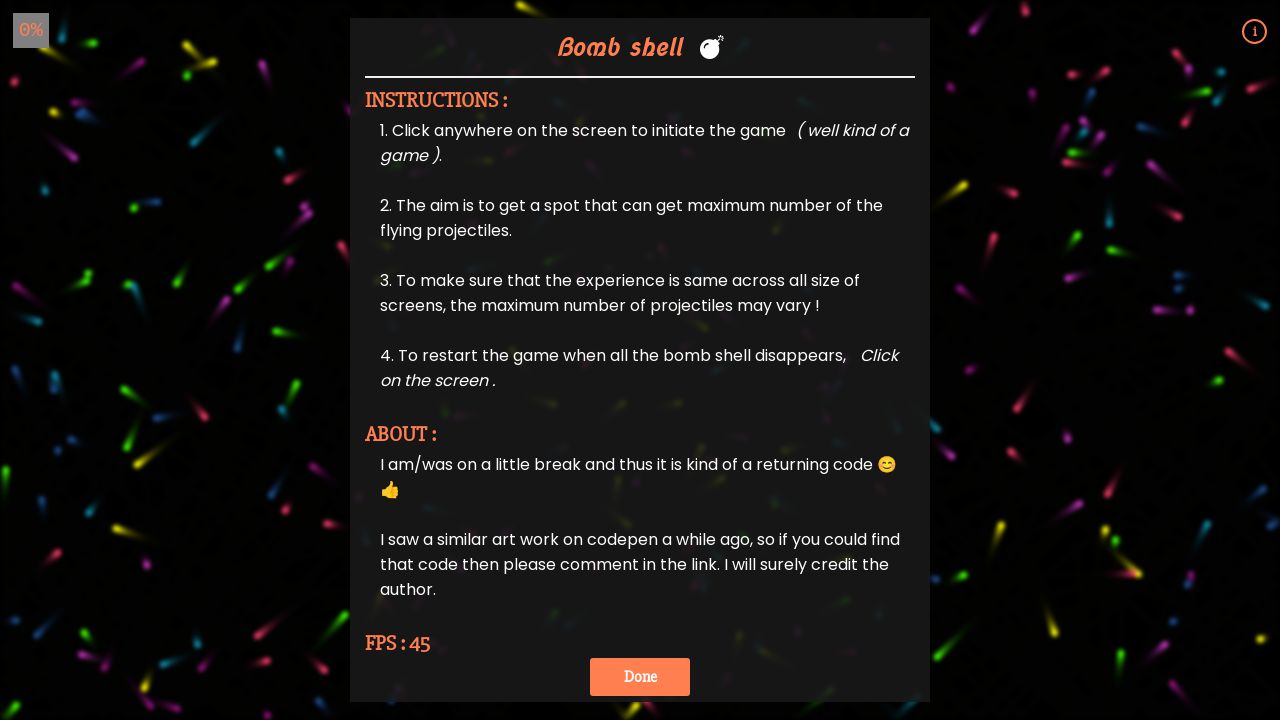 0%
i
Bomb shell 💣
INSTRUCTIONS :
1. Click anywhere on the screen to initiate the game ( well kind of a
game ).
2. The aim is to get a spot that can get maximum number of the
flying projectiles.
3. To make sure that the experience is same across all size of
screens, the maximum number of projectiles may vary !
4. To restart the game when all the bomb shell disappears, Click
on the screen .
ABOUT :
I am/was on a little break and thus it is kind of a returning code 😊
👍
I saw a similar art work on codepen a while ago, so if you could find
that code then please comment in the link. I will surely credit the
author.
FPS : 45
Done